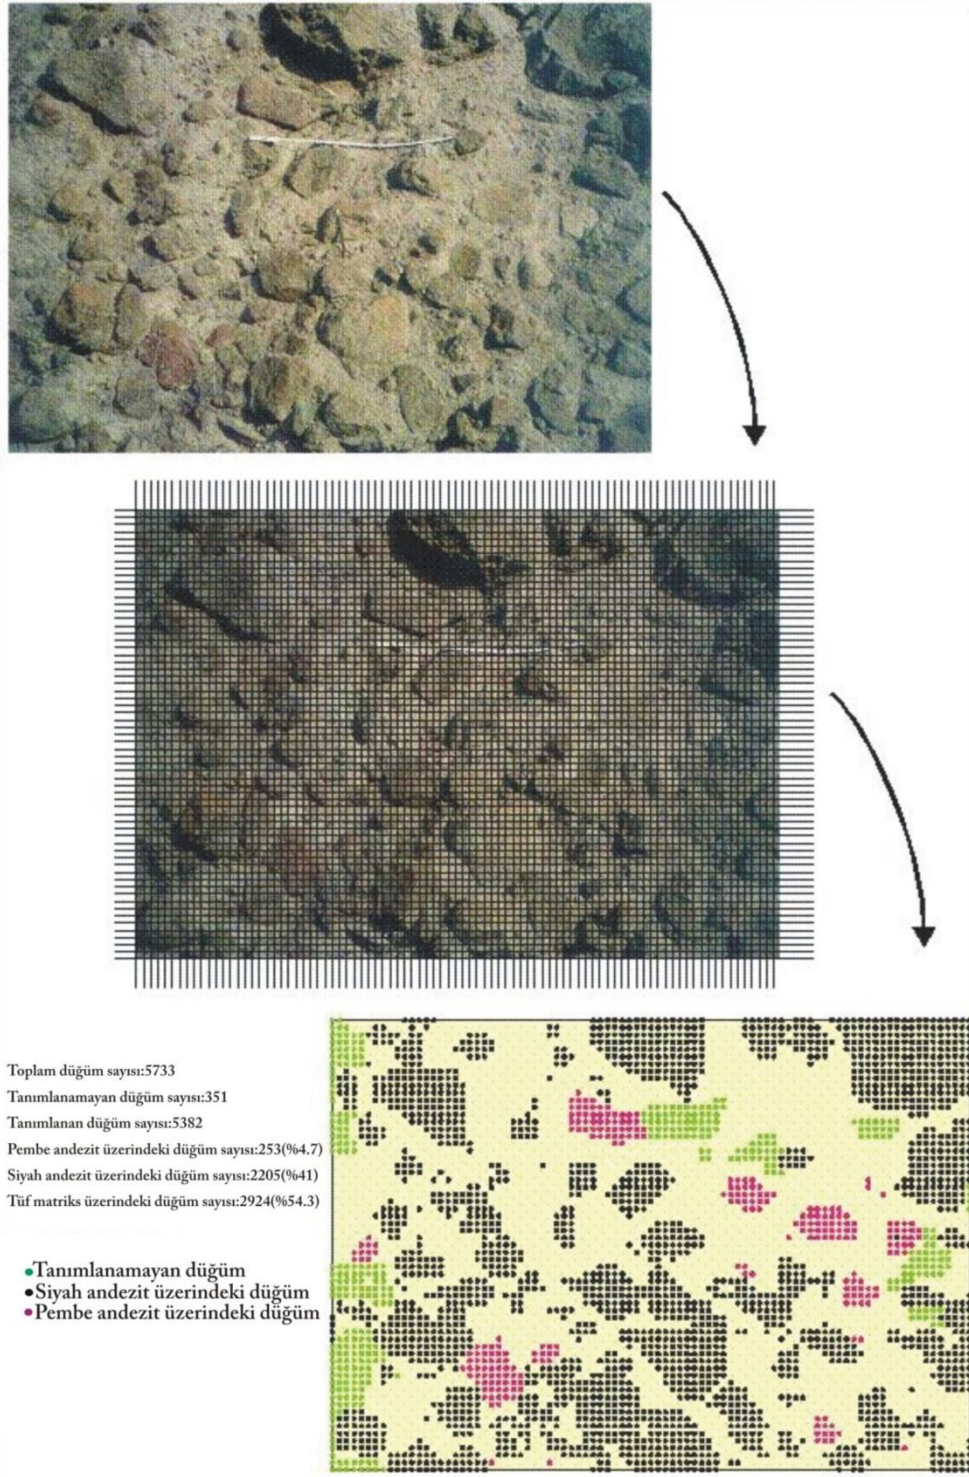 Toplam düğüm sayısı:5733
Tanımlanamayan düğüm sayısı:351
Tanımlanan düğüm sayısı:5382
Pembe andezit üzerindeki düğüm sayısı:253(%4.7)
Siyah andezit üzerindeki düğüm sayısı:2205(%41)
Tüf matriks üzerindeki düğüm sayısı:2924(%54.3)
Tanımlanamayan düğüm
Siyah andezit üzerindeki düğüm
Pembe andezit üzerindeki düğüm